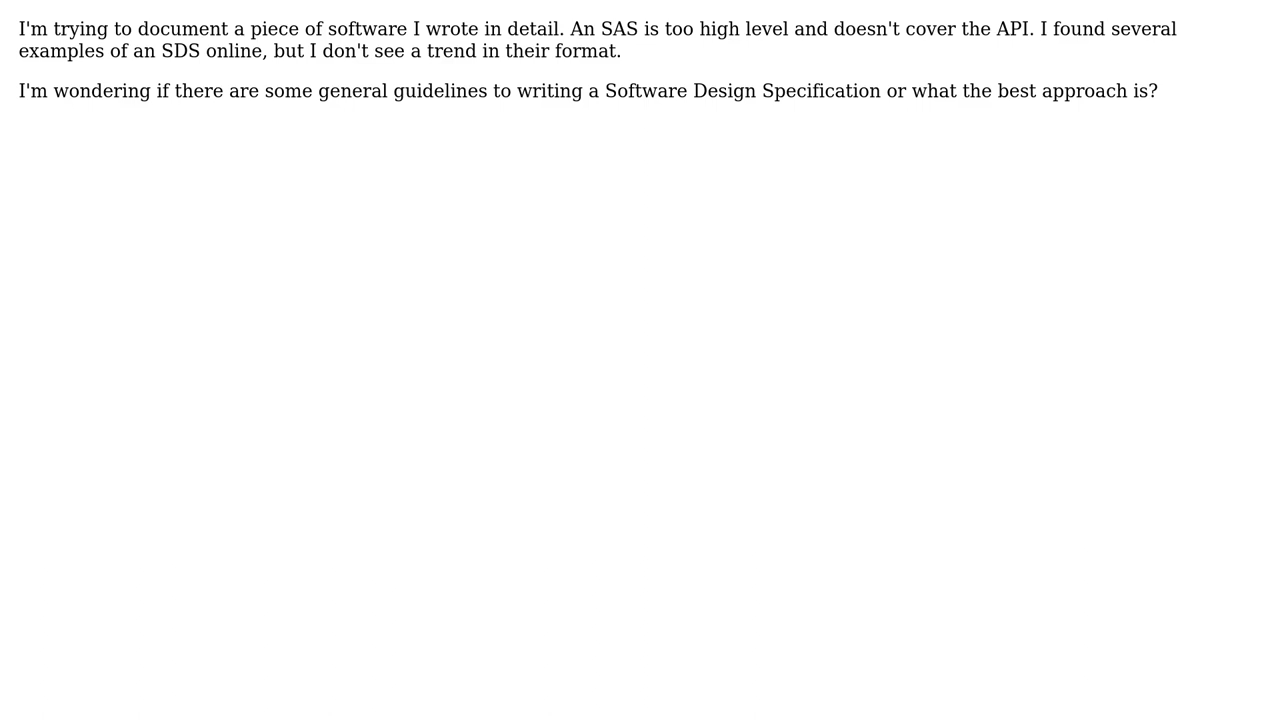 I'm trying to document a piece of software I wrote in detail. An SAS is too high level and doesn't cover the API. I found several
examples of an SDS online, but I don't see a trend in their format.
I'm wondering if there are some general guidelines to writing a Software Design Specification or what the best approach is?